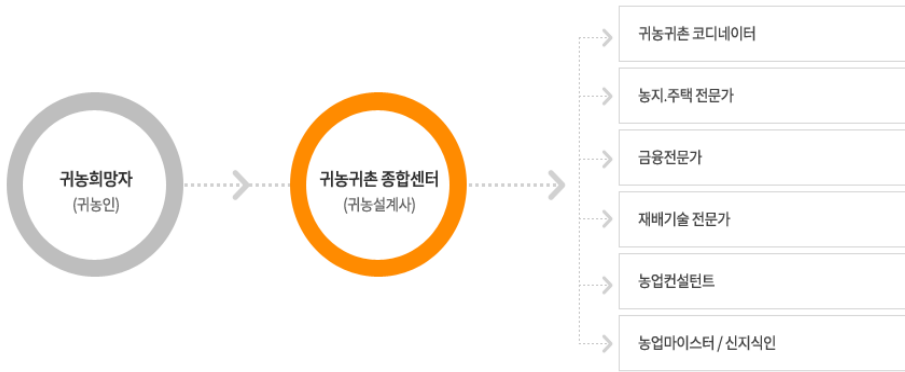 귀농희망자
(귀농인)
귀농귀촌 종합센터
(귀농설계사)
귀농귀촌 코디네이터
농지.주택 전문가
금융전문가
재배기술 전문가
농업컨설턴트
농업마이스터 / 신지식인